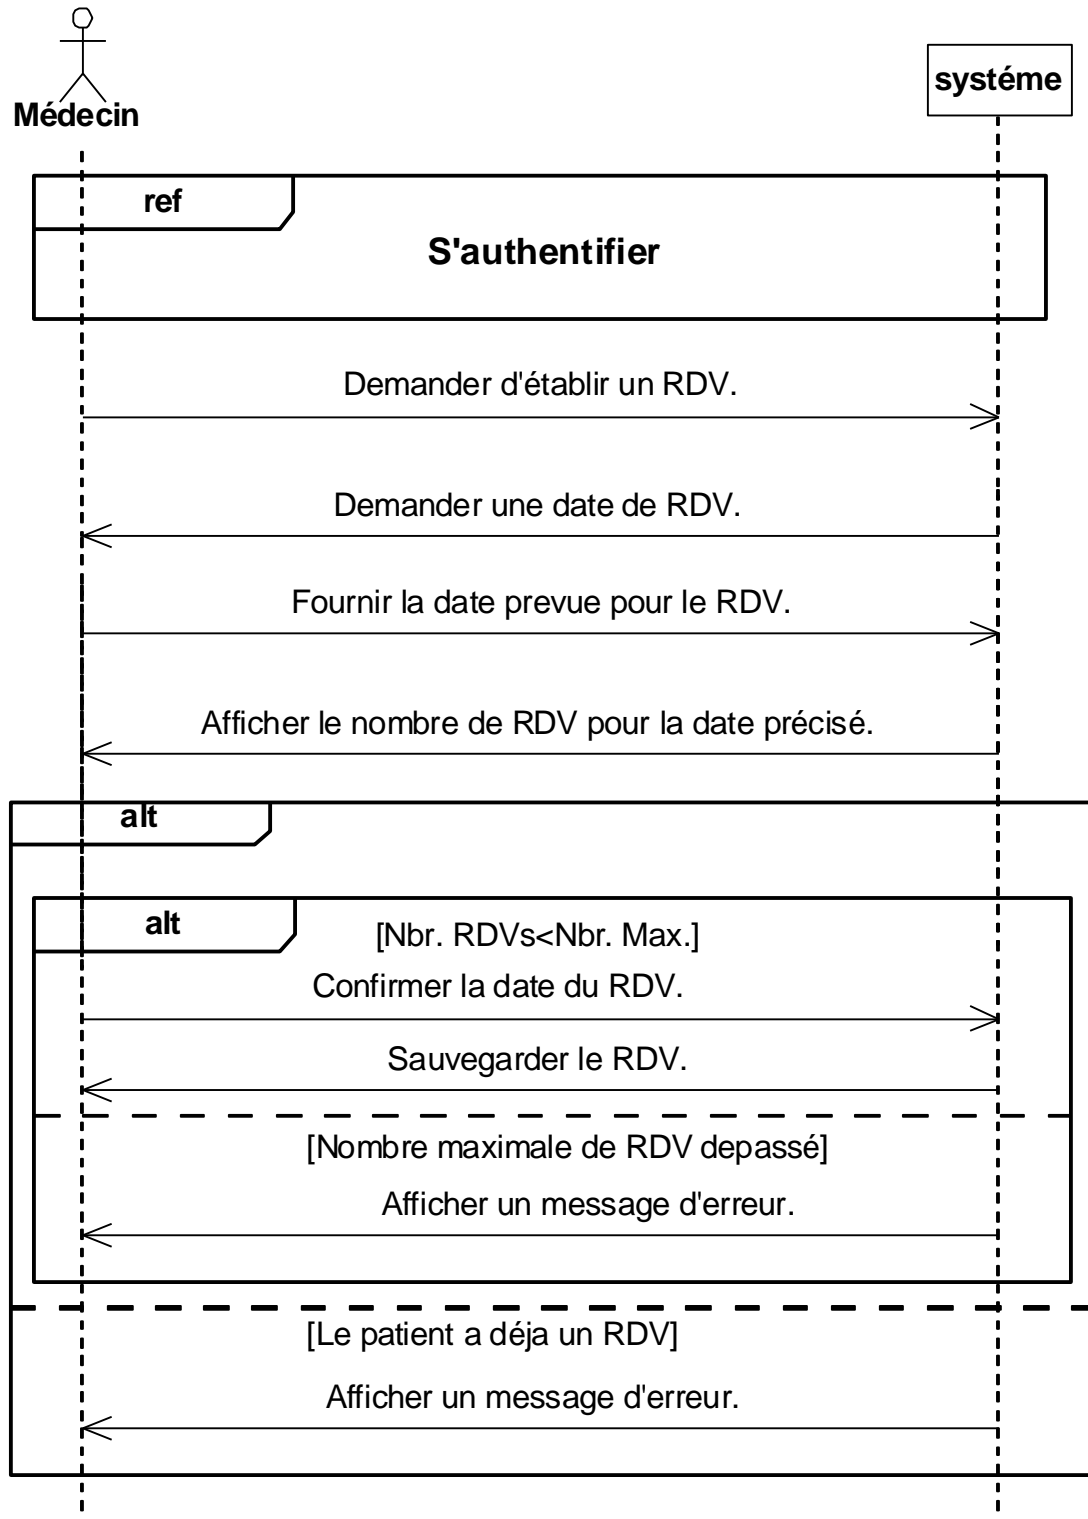 Médecin
systéme
ref
S'authentifier
Demander d'établir un RDV.
Demander une date de RDV.
Fournir la date prevue pour le RDV.
Afficher le nombre de RDV pour la date précisé.
alt
alt
[Nbr. RDVs<Nbr. Max.]
Confirmer la date du RDV.
Sauvegarder le RDV.
[Nombre maximale de RDV depassé]
Afficher un message d'erreur.
[Le patient a déja un RDV]
Afficher un message d'erreur.